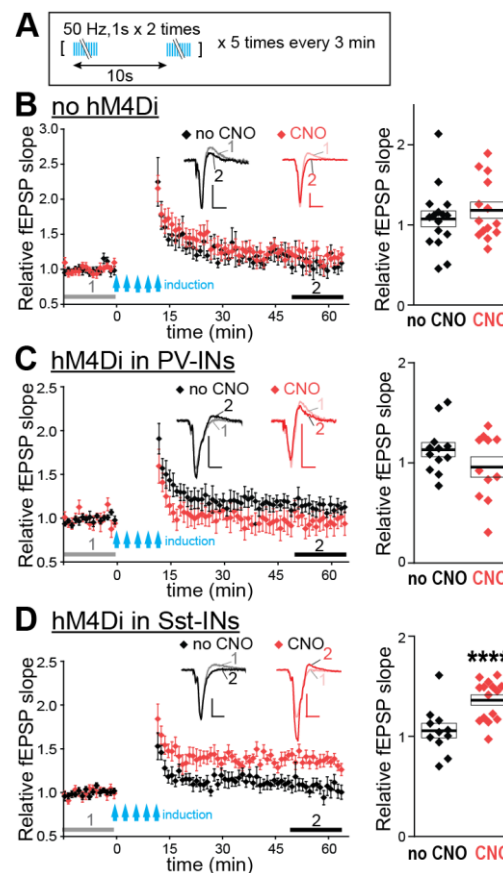 A
50 Hz,1s x 2 times
[ ]
x 5 times every 3 min
10s
B no hM4Di
Relative fEPSP slope
3.0
2.5
2.0
1.5
1.0
0.5
no CNO
CNO
1
2
1
2
1
induction
2
0 15 30 45 60
time (min)
Relative fEPSP slope
2
1
0
no CNO CNO
C hM4Di in PV-INs
Relative fEPSP slope
2.5
2.0
1.5
1.0
0.5
no CNO
CNO
2
1
1
2
1
induction
2
0 15 30 45 60
time (min)
Relative fEPSP slope
2
1
0
no CNO CNO
D hM4Di in Sst-INs
Relative fEPSP slope
2.5
2.0
1.5
1.0
0.5
no CNO
CNO
1
2
2
1
1
induction
2
0 15 30 45 60
time (min)
Relative fEPSP slope
2
1
0
****
no CNO CNO